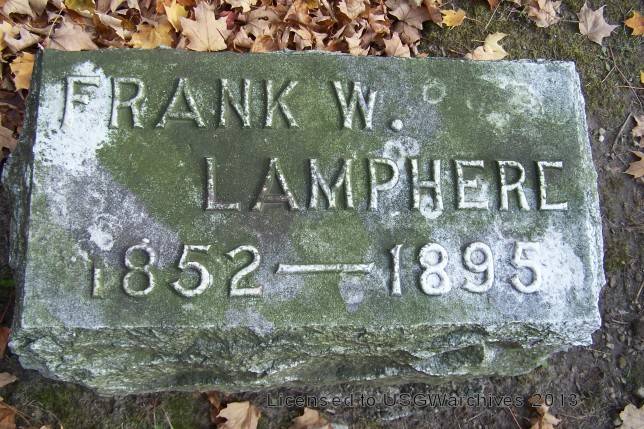 FRANK W.
LAMPHERE
1852—1895
Licensed to USGWarchives 2013